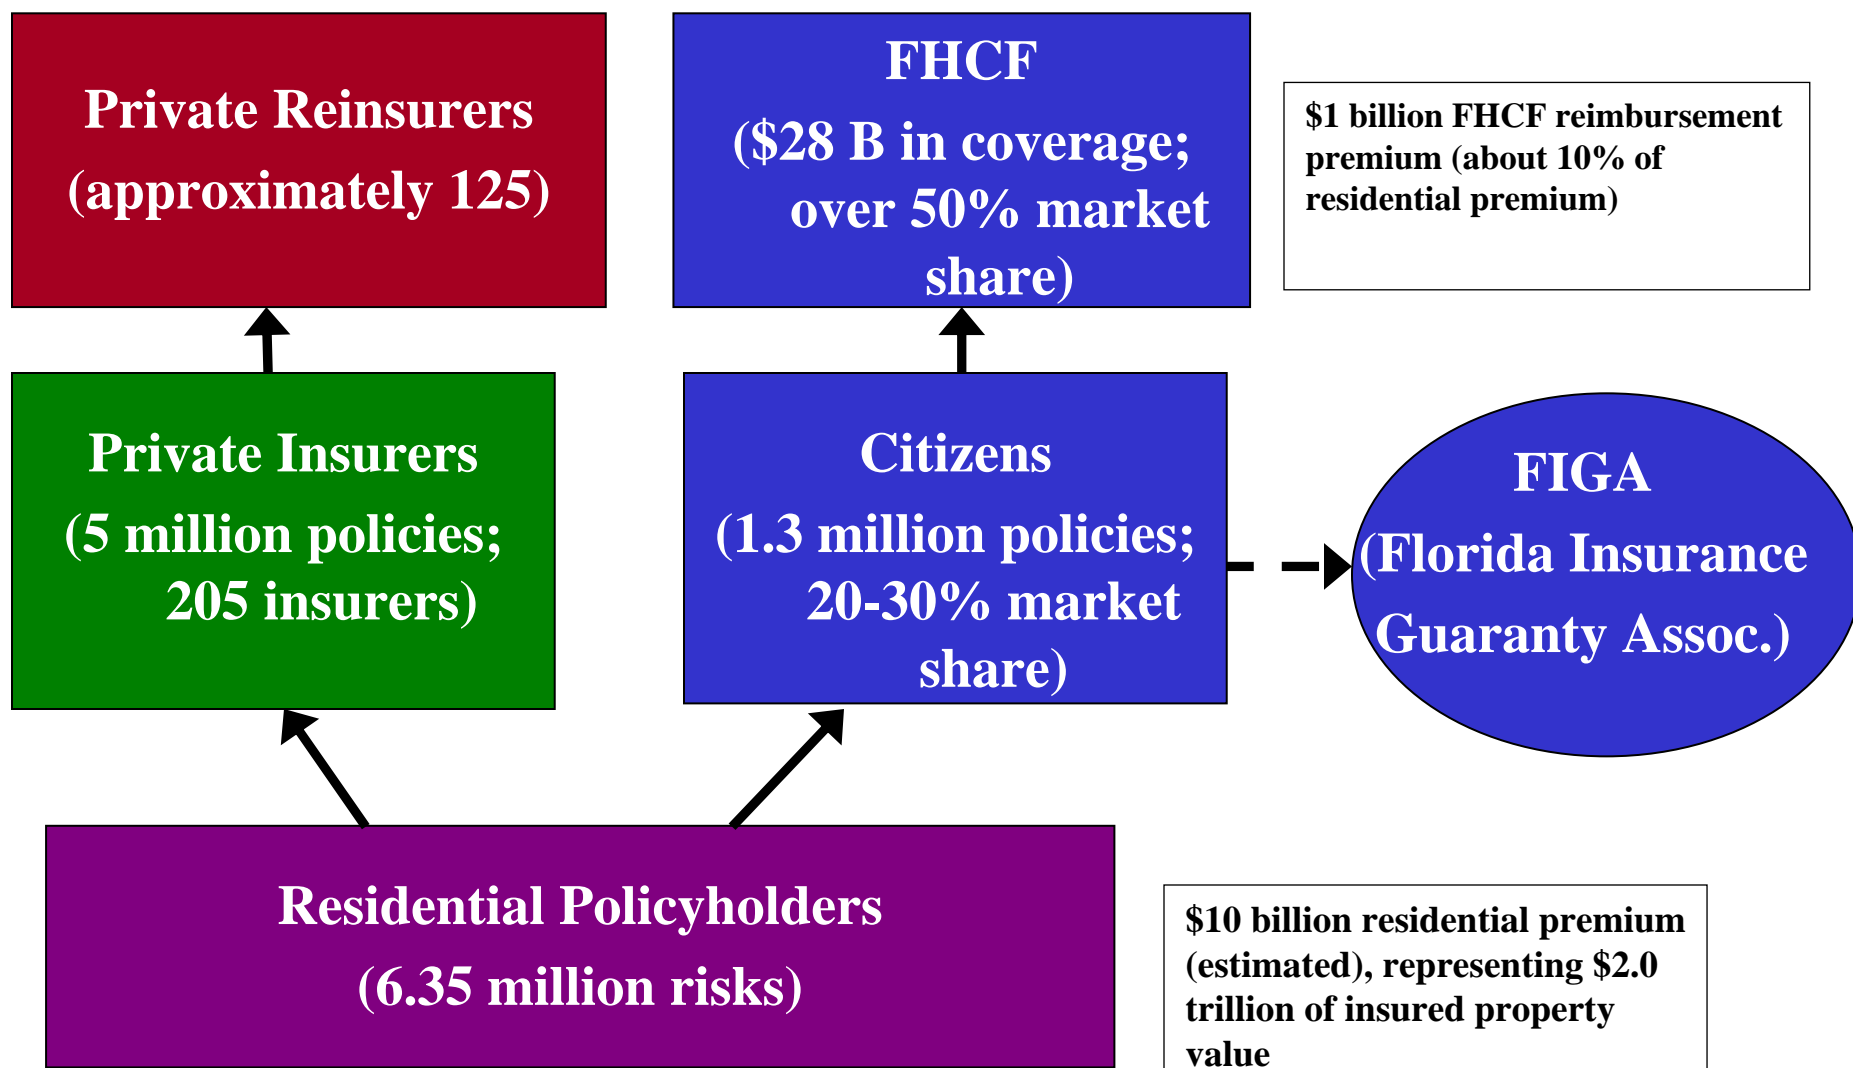 Private Reinsurers
(approximately 125)
FHCF
($28 B in coverage;
over 50% market
share)
$1 billion FHCF reimbursement
premium (about 10% of
residential premium)
Private Insurers
(5 million policies;
205 insurers)
Citizens
(1.3 million policies;
20-30% market
share)
FIGA
(Florida Insurance
Guaranty Assoc.)
Residential Policyholders
(6.35 million risks)
$10 billion residential premium
(estimated), representing $2.0
trillion of insured property
value